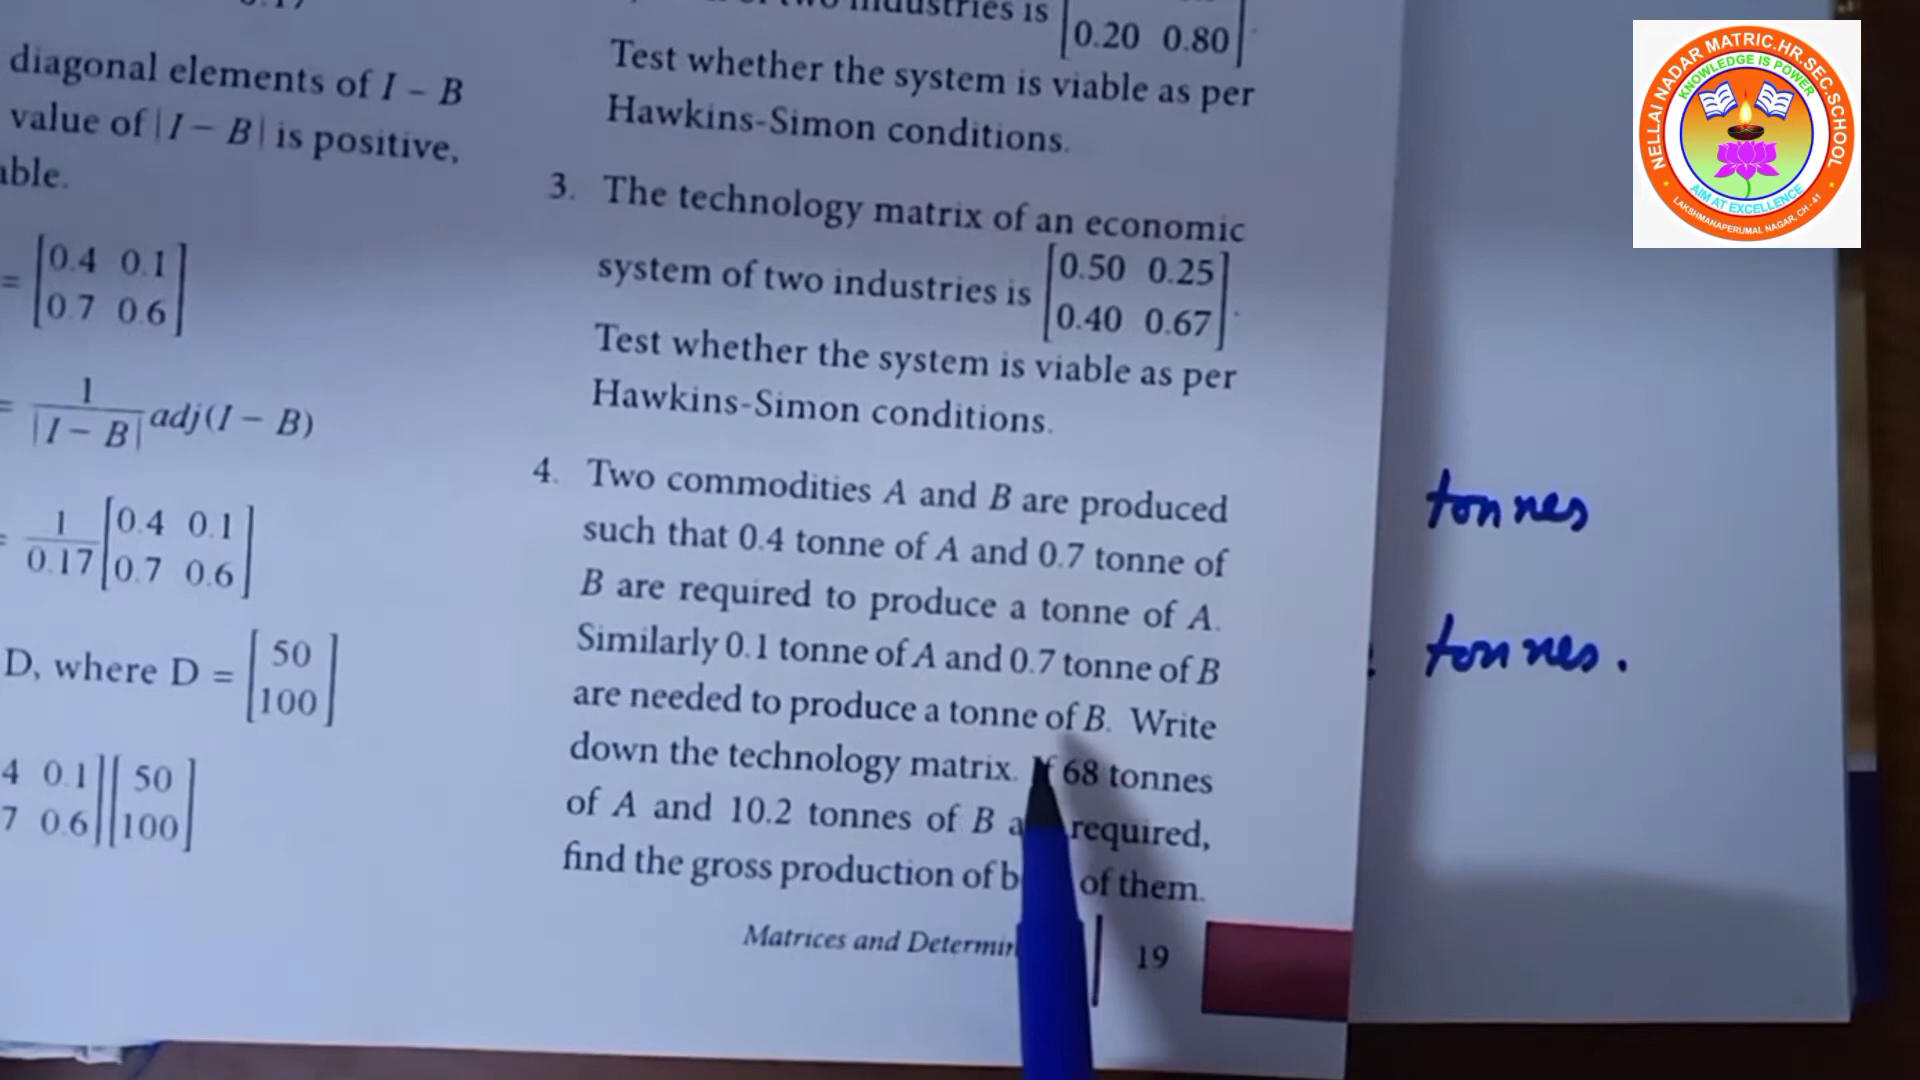 diagonal elements of I - B
value of |I - B| is positive,
= [0.4 0.1
0.7 0.6]
= 1/|I - B| adj(I - B)
= 1/0.17 [0.4 0.1
0.7 0.6]
D, where D = [50
100]
4 0.1] [50
7 0.6] 100]
industries is
0.20 0.80].
Test whether the system is viable as per
Hawkins-Simon conditions.
3. The technology matrix of an economic
system of two industries is [0.50 0.25
0.40 0.67].
Test whether the system is viable as per
Hawkins-Simon conditions.
4. Two commodities A and B are produced
such that 0.4 tonne of A and 0.7 tonne of
B are required to produce a tonne of A.
Similarly 0.1 tonne of A and 0.7 tonne of B
are needed to produce a tonne of B. Write
down the technology matrix. 68 tonnes
of A and 10.2 tonnes of B required,
find the gross production of of them.
Matrices and 19
tonnes
tonnes.
NELLAI NADAR MATRIC.HR.SEC.SCHOOL
KNOWLEDGE IS POWER
AIM AT EXCELLENCE
LAKSHMANAPERUMAL NAGAR, CH - 41